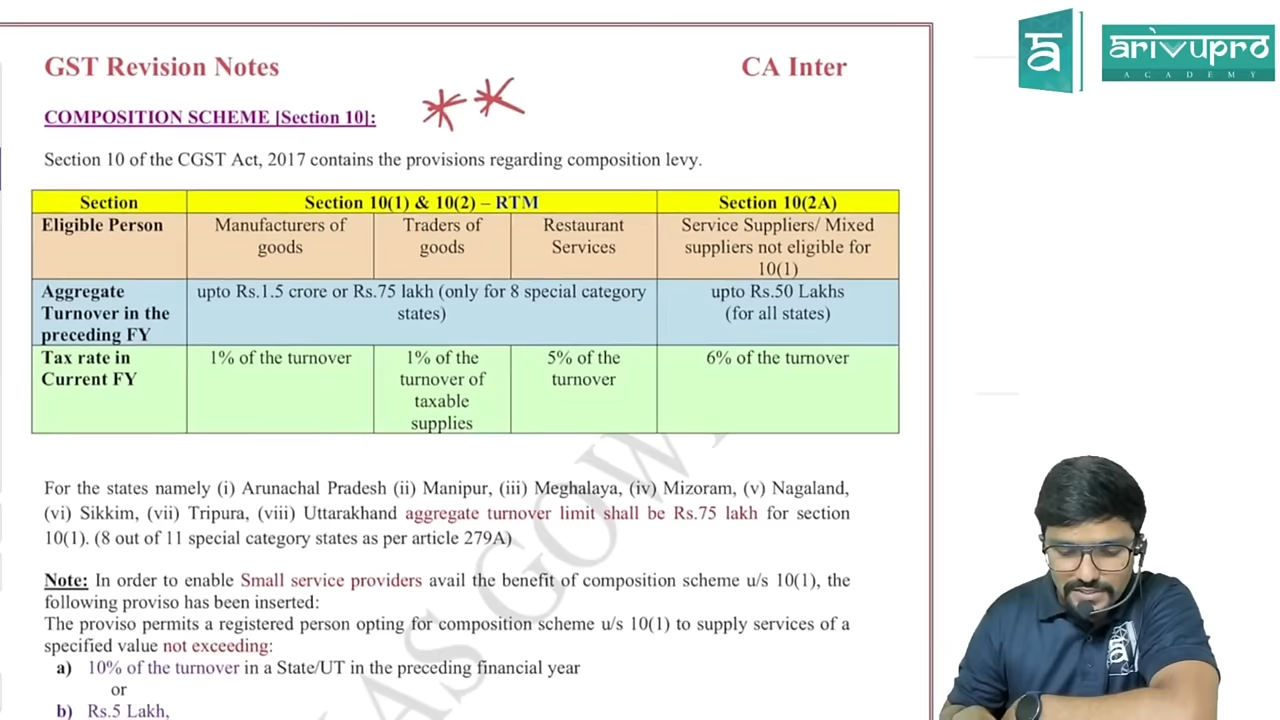 ā
ārivupro
ACADEMY
GST Revision Notes
CA Inter
COMPOSITION SCHEME [Section 10]:
Section 10 of the CGST Act, 2017 contains the provisions regarding composition levy.
Section
Section 10(1) & 10(2) – RTM
Section 10(2A)
Eligible Person
Manufacturers of
goods
Traders of
goods
Restaurant
Services
Service Suppliers/ Mixed
suppliers not eligible for
10(1)
Aggregate
Turnover in the
preceding FY
upto Rs.1.5 crore or Rs.75 lakh (only for 8 special category
states)
upto Rs.50 Lakhs
(for all states)
Tax rate in
Current FY
1% of the turnover
1% of the
turnover of
taxable
supplies
5% of the
turnover
6% of the turnover
For the states namely (i) Arunachal Pradesh (ii) Manipur, (iii) Meghalaya, (iv) Mizoram, (v) Nagaland,
(vi) Sikkim, (vii) Tripura, (viii) Uttarakhand aggregate turnover limit shall be Rs.75 lakh for section
10(1). (8 out of 11 special category states as per article 279A)
Note: In order to enable Small service providers avail the benefit of composition scheme u/s 10(1), the
following proviso has been inserted:
The proviso permits a registered person opting for composition scheme u/s 10(1) to supply services of a
specified value not exceeding:
a) 10% of the turnover in a State/UT in the preceding financial year
or
b) Rs.5 Lakh,